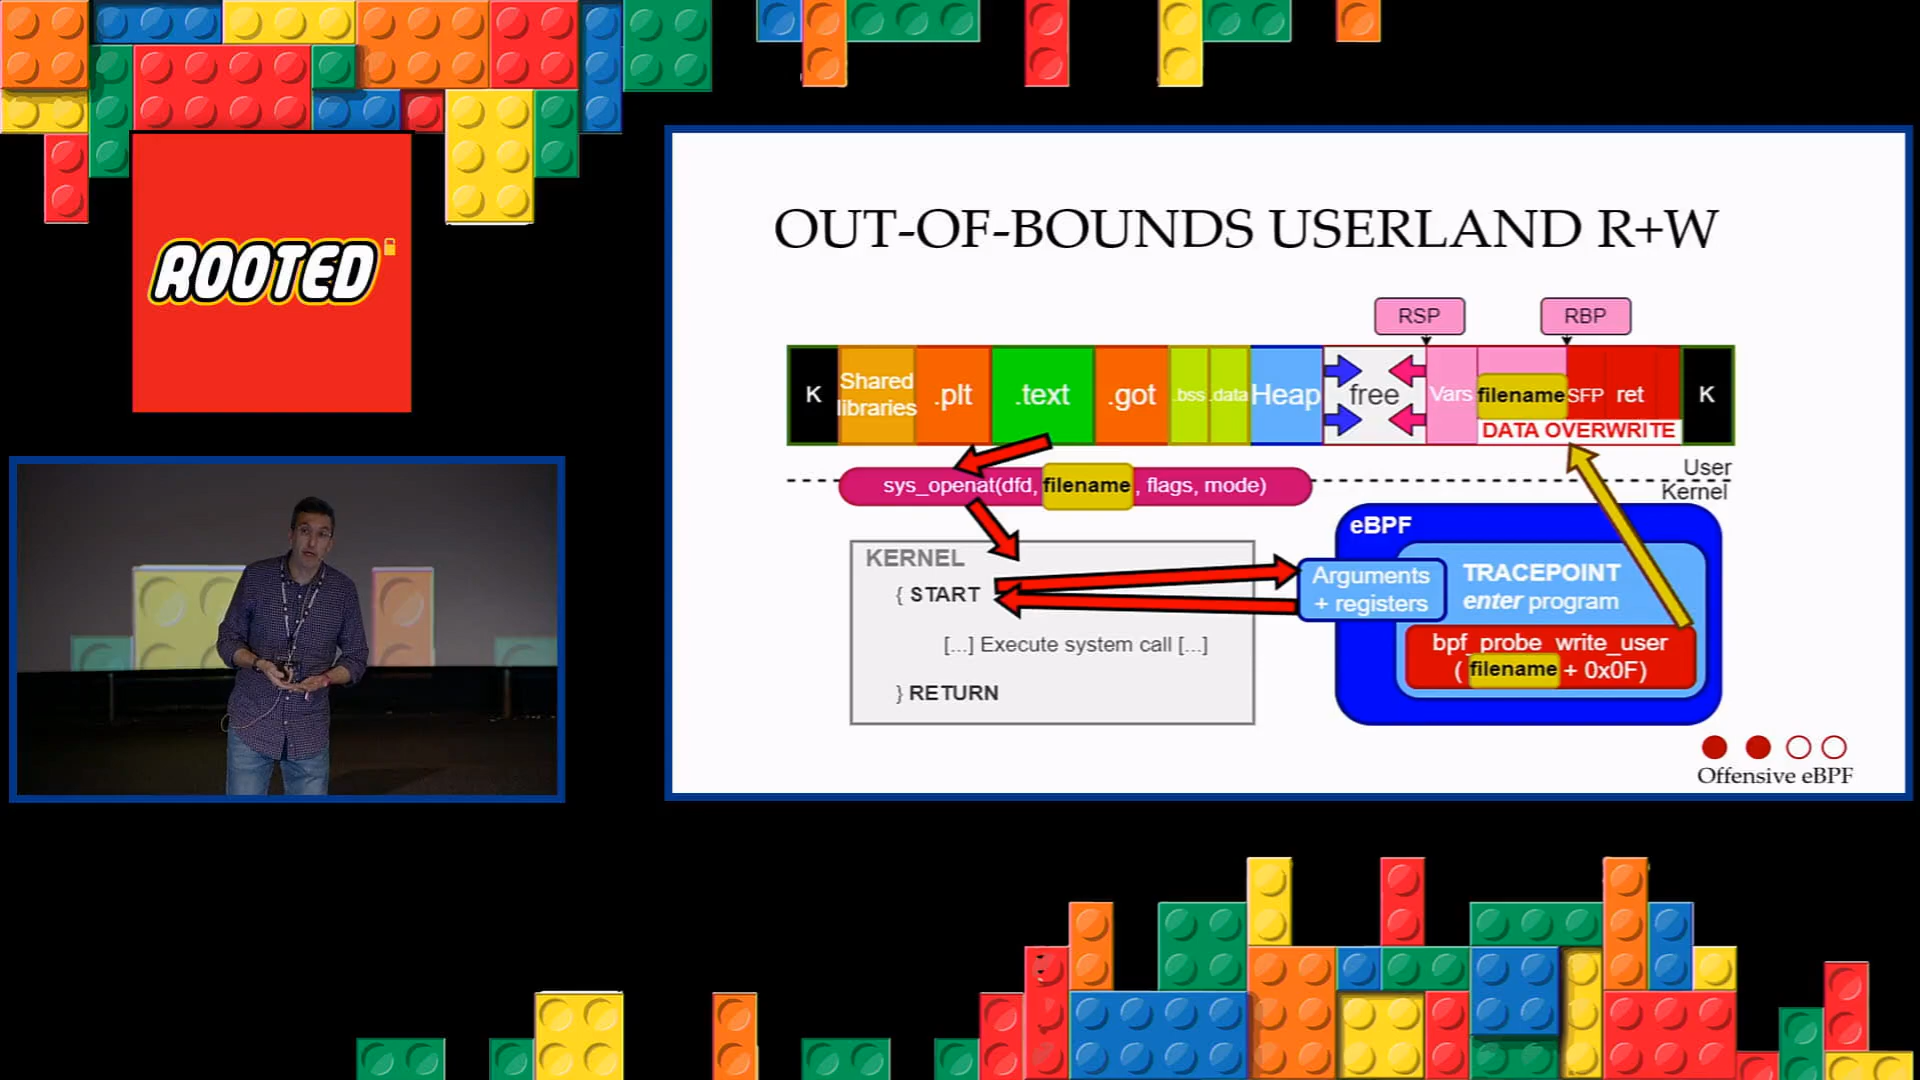 ROOTED
OUT-OF-BOUNDS USERLAND R+W
RSP
RBP
K
Shared
libraries
.plt
.text
.got
.bss
.data
Heap
free
Vars
filename
SFP
ret
K
DATA OVERWRITE
User
Kernel
sys_openat(dfd, filename , flags, mode)
eBPF
KERNEL
{ START
[...] Execute system call [...]
} RETURN
Arguments
+ registers
TRACEPOINT
enter program
bpf_probe_write_user
( filename + 0x0F)
Offensive eBPF